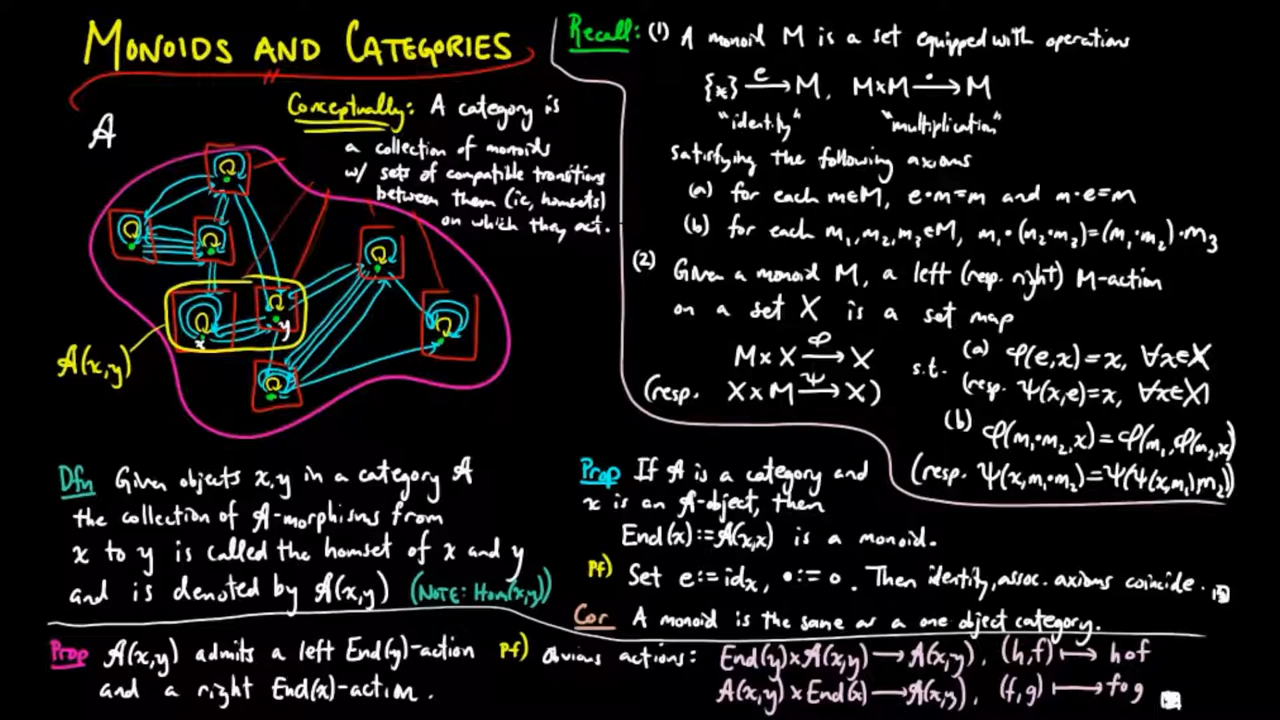 MONOIDS AND CATEGORIES
A
Conceptually: A category is
a collection of monoids
w/ sets of compatible transitions
between them (ie, homsets)
on which they act.
x
y
A(x,y)
Recall: (1) A monoid M is a set equipped with operations
{*} e→ M, M×M •→ M
"identity" "multiplication"
satisfying the following axioms
(a) for each m∈M, e•m=m and m•e=m
(b) for each m₁,m₂,m₃∈M, m₁•(m₂•m₃)=(m₁•m₂)•m₃
(2) Given a monoid M, a left (resp. right) M-action
on a set X is a set map
M×X φ→ X
(resp. X×M Ψ→ X)
s.t. (a) φ(e,x)=x, ∀x∈X
(resp. Ψ(x,e)=x, ∀x∈X)
(b) φ(m₁•m₂,x)=φ(m₁,φ(m₂,x)
(resp. Ψ(x,m₁•m₂)=Ψ(Ψ(x,m₁),m₂))
Dfn Given objects x,y in a category A
the collection of A-morphisms from
x to y is called the homset of x and y
and is denoted by A(x,y) (NOTE: Hom(x,y))
Prop If A is a category and
x is an A-object, then
End(x):=A(x,x) is a monoid.
Pf) Set e:=idₓ, •:=∘. Then identity, assoc. axioms coincide.
Cor A monoid is the same as a one object category.
Prop A(x,y) admits a left End(y)-action
and a right End(x)-action.
Pf) Obvious actions: End(y)×A(x,y)→A(x,y), (h,f)↦h∘f
A(x,y)×End(x)→A(x,y), (f,g)↦f∘g